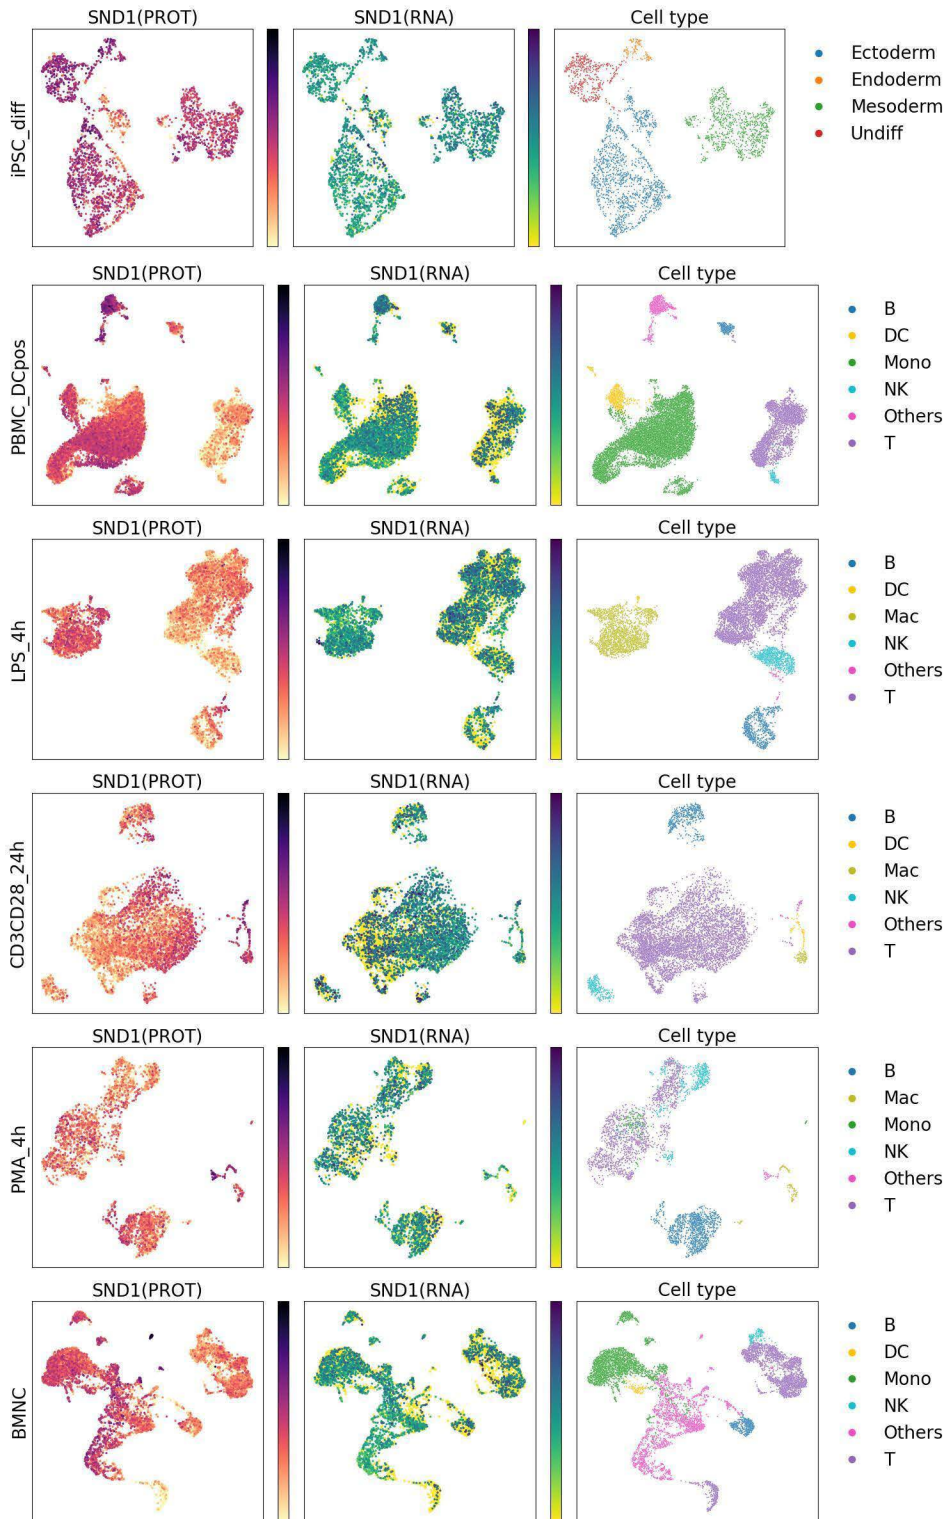 SND1(PROT) SND1(RNA) Cell type
iPSC_diff
Ectoderm
Endoderm
Mesoderm
Undiff
SND1(PROT) SND1(RNA) Cell type
PBMC_DCpos
B
DC
Mono
NK
Others
T
SND1(PROT) SND1(RNA) Cell type
LPS_4h
B
DC
Mac
NK
Others
T
SND1(PROT) SND1(RNA) Cell type
CD3CD28_24h
B
DC
Mac
NK
Others
T
SND1(PROT) SND1(RNA) Cell type
PMA_4h
B
Mac
Mono
NK
Others
T
SND1(PROT) SND1(RNA) Cell type
BMNC
B
DC
Mono
NK
Others
T